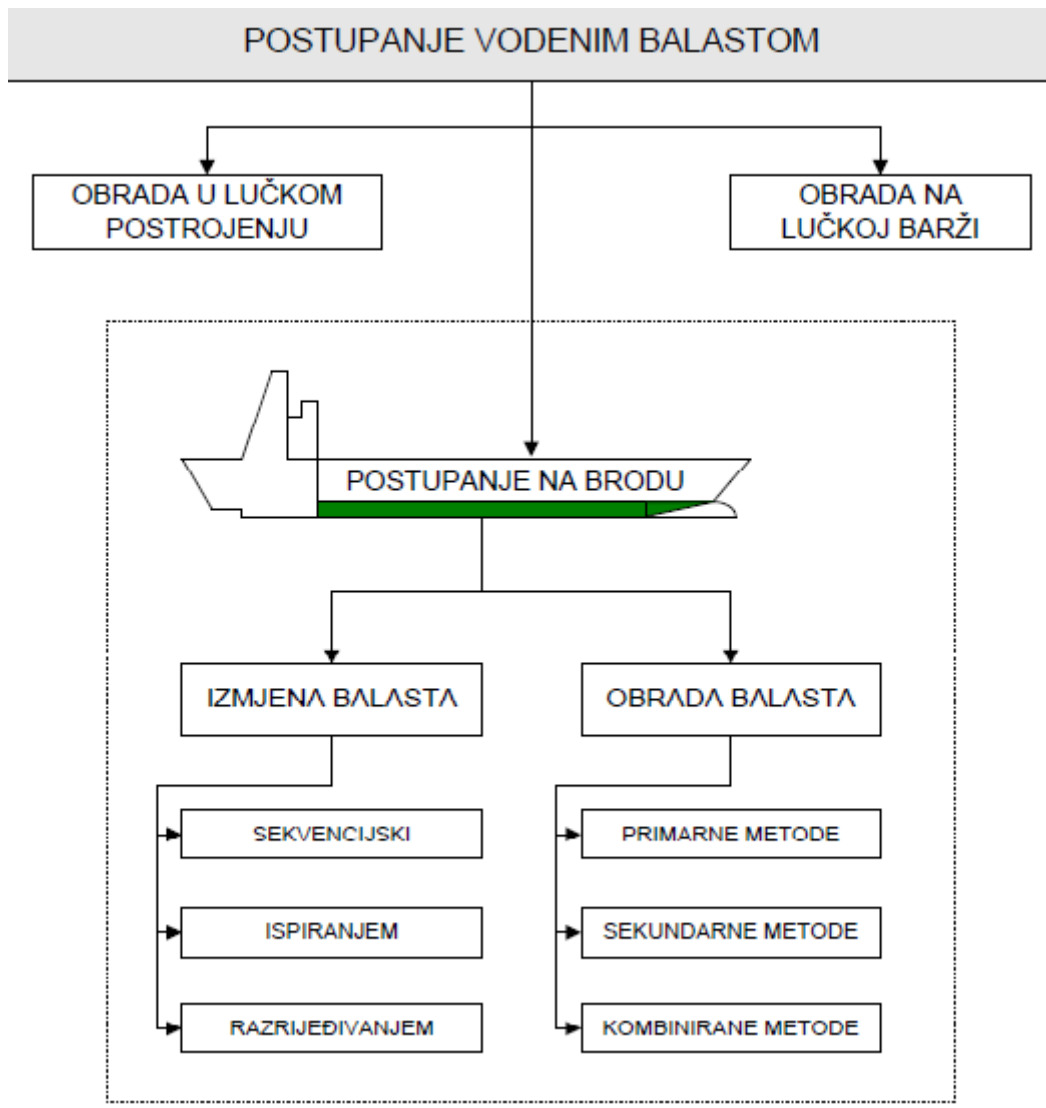 POSTUPANJE VODENIM BALASTOM
OBRADA U LUČKOM
POSTROJENJU
OBRADA NA
LUČKOJ BARŽI
POSTUPANJE NA BRODU
IZMJENA BALASTA
OBRADA BALASTA
SEKVENCIJSKI
PRIMARNE METODE
ISPIRANJEM
SEKUNDARNE METODE
RAZRIJEĐIVANJEM
KOMBINIRANE METODE